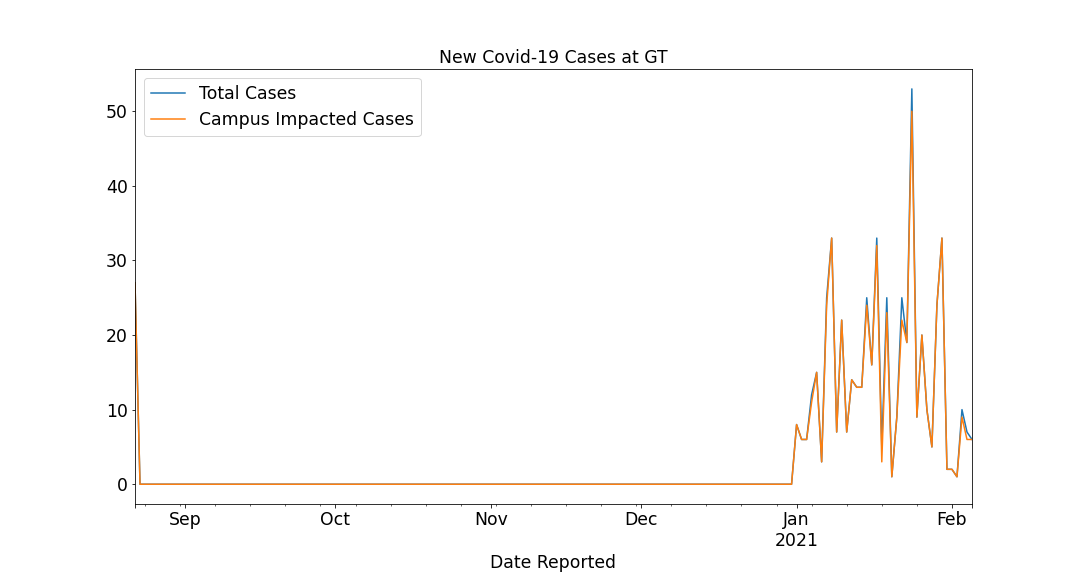 New Covid-19 Cases at GT
Total Cases
Campus Impacted Cases
50
40
30
20
10
0
Sep Oct Nov Dec Jan Feb
2021
Date Reported